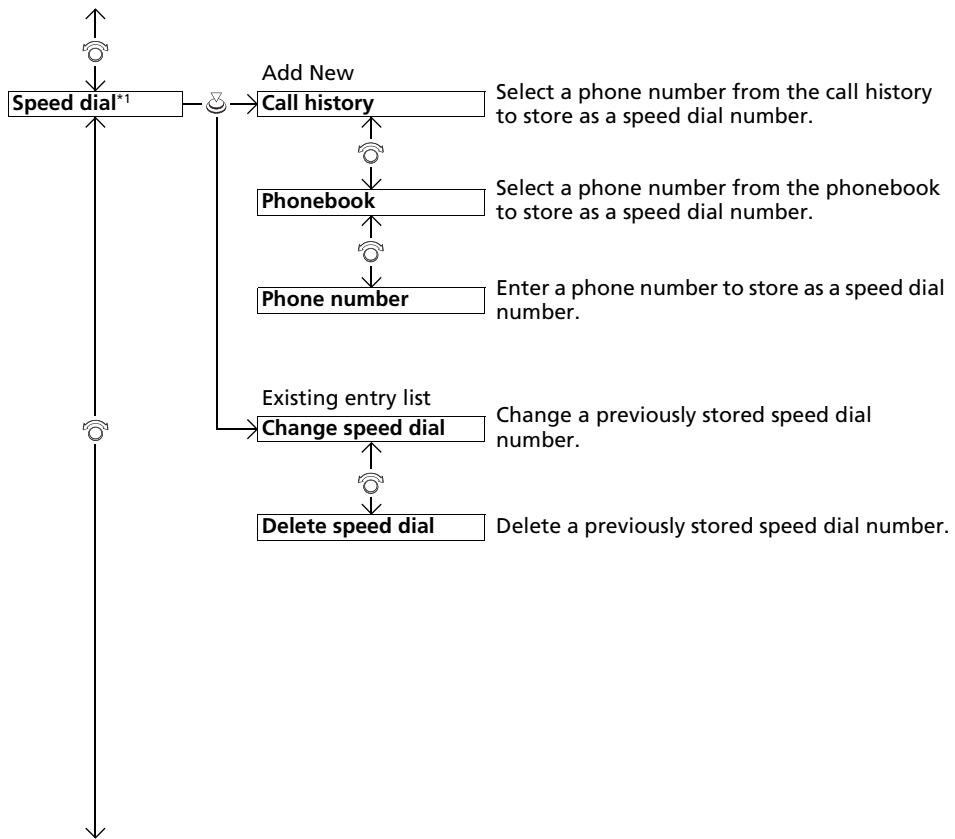 Add New
Speed dial*1
Call history
Select a phone number from the call history
to store as a speed dial number.
Phonebook
Select a phone number from the phonebook
to store as a speed dial number.
Phone number
Enter a phone number to store as a speed dial
number.
Existing entry list
Change speed dial
Change a previously stored speed dial
number.
Delete speed dial
Delete a previously stored speed dial number.